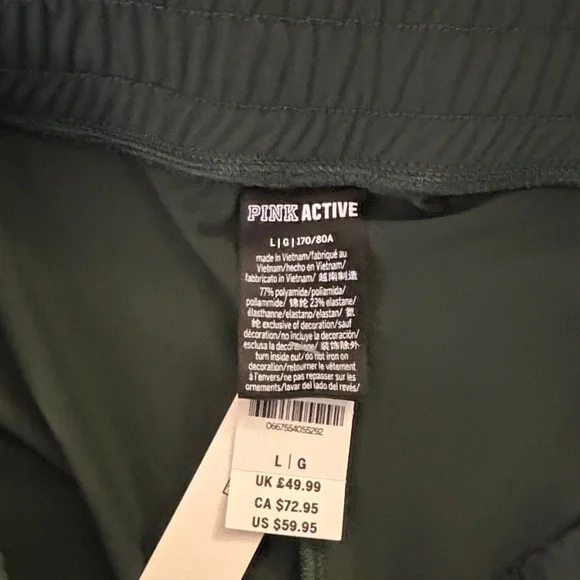 PINK ACTIVE
L | G | 170/80A
made in Vietnam/fabriqué au
Vietnam/hecho en Vietnam/
fabbricato in Vietnam/ 越南制造
77% polyamide/poliamida/
poliammide/ 锦纶 23% elastane/
élasthanne/elastano/elastan/ 氨
纶 exclusive of decoration/sauf
décoration/no incluye la decoración/
esclusa la decorazione/ 装饰除外
turn inside out/do not iron on
decoration/retourner le vêtement
à l'envers/ne pas repasser sur les
ornements/lavar del lado del revés/
0667554055292
L | G
UK £49.99
CA $72.95
US $59.95